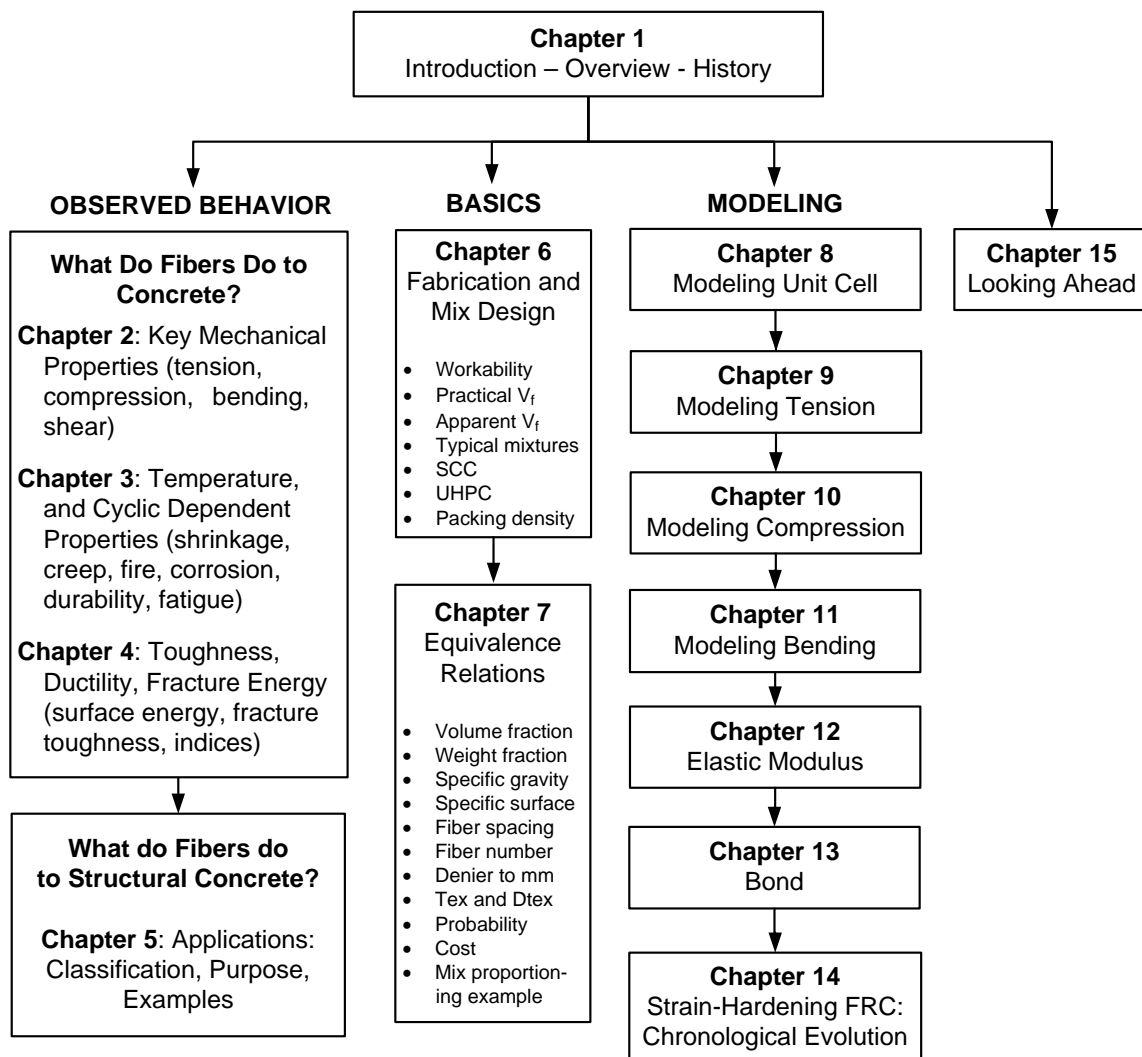 Chapter 1
Introduction – Overview - History
OBSERVED BEHAVIOR
What Do Fibers Do to
Concrete?
Chapter 2: Key Mechanical
Properties (tension,
compression, bending,
shear)
Chapter 3: Temperature,
and Cyclic Dependent
Properties (shrinkage,
creep, fire, corrosion,
durability, fatigue)
Chapter 4: Toughness,
Ductility, Fracture Energy
(surface energy, fracture
toughness, indices)
What do Fibers do
to Structural Concrete?
Chapter 5: Applications:
Classification, Purpose,
Examples
BASICS
Chapter 6
Fabrication and
Mix Design
• Workability
• Practical Vf
• Apparent Vf
• Typical mixtures
• SCC
• UHPC
• Packing density
Chapter 7
Equivalence
Relations
• Volume fraction
• Weight fraction
• Specific gravity
• Specific surface
• Fiber spacing
• Fiber number
• Denier to mm
• Tex and Dtex
• Probability
• Cost
• Mix proportion-
ing example
MODELING
Chapter 8
Modeling Unit Cell
Chapter 9
Modeling Tension
Chapter 10
Modeling Compression
Chapter 11
Modeling Bending
Chapter 12
Elastic Modulus
Chapter 13
Bond
Chapter 14
Strain-Hardening FRC:
Chronological Evolution
Chapter 15
Looking Ahead